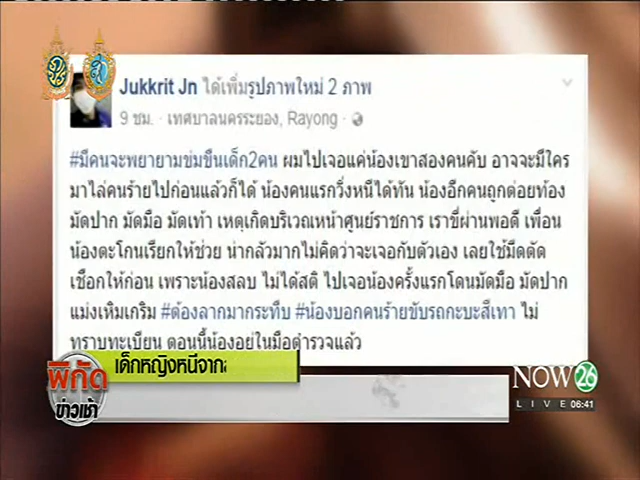 Jukkrit Jn ได้เพิ่มรูปภาพใหม่ 2 ภาพ
9 ชม. · เทศบาลนครระยอง, Rayong ·
#มีคนจะพยายามข่มขืนเด็ก2คน ผมไปเจอแค่น้องเขาสองคนคับ อาจจะมีใคร
มาไล่คนร้ายไปก่อนแล้วก็ได้ น้องคนแรกวิ่งหนีได้ทัน น้องอีกคนถูกต่อยท้อง
มัดปาก มัดมือ มัดเท้า เหตุเกิดบริเวณหน้าศูนย์ราชการ เราขี่ผ่านพอดี เพื่อน
น้องตะโกนเรียกให้ช่วย น่ากลัวมากไม่คิดว่าจะเจอกับตัวเอง เลยใช้มีดตัด
เชือกให้ก่อน เพราะน้องสลบ ไม่ได้สติ ไปเจอน้องครั้งแรกโดนมัดมือ มัดปาก
แม่งเหิมเกริม #ต้องลากมากระทืบ #น้องบอกคนร้ายขับรถกะบะสีเทา ไม่
ทราบทะเบียน ตอนนี้น้องอยู่ในมือตำรวจแล้ว
เด็กหญิงหนีจาก
พิกัด
ข่าวเช้า
NOW 26
LIVE 06:41